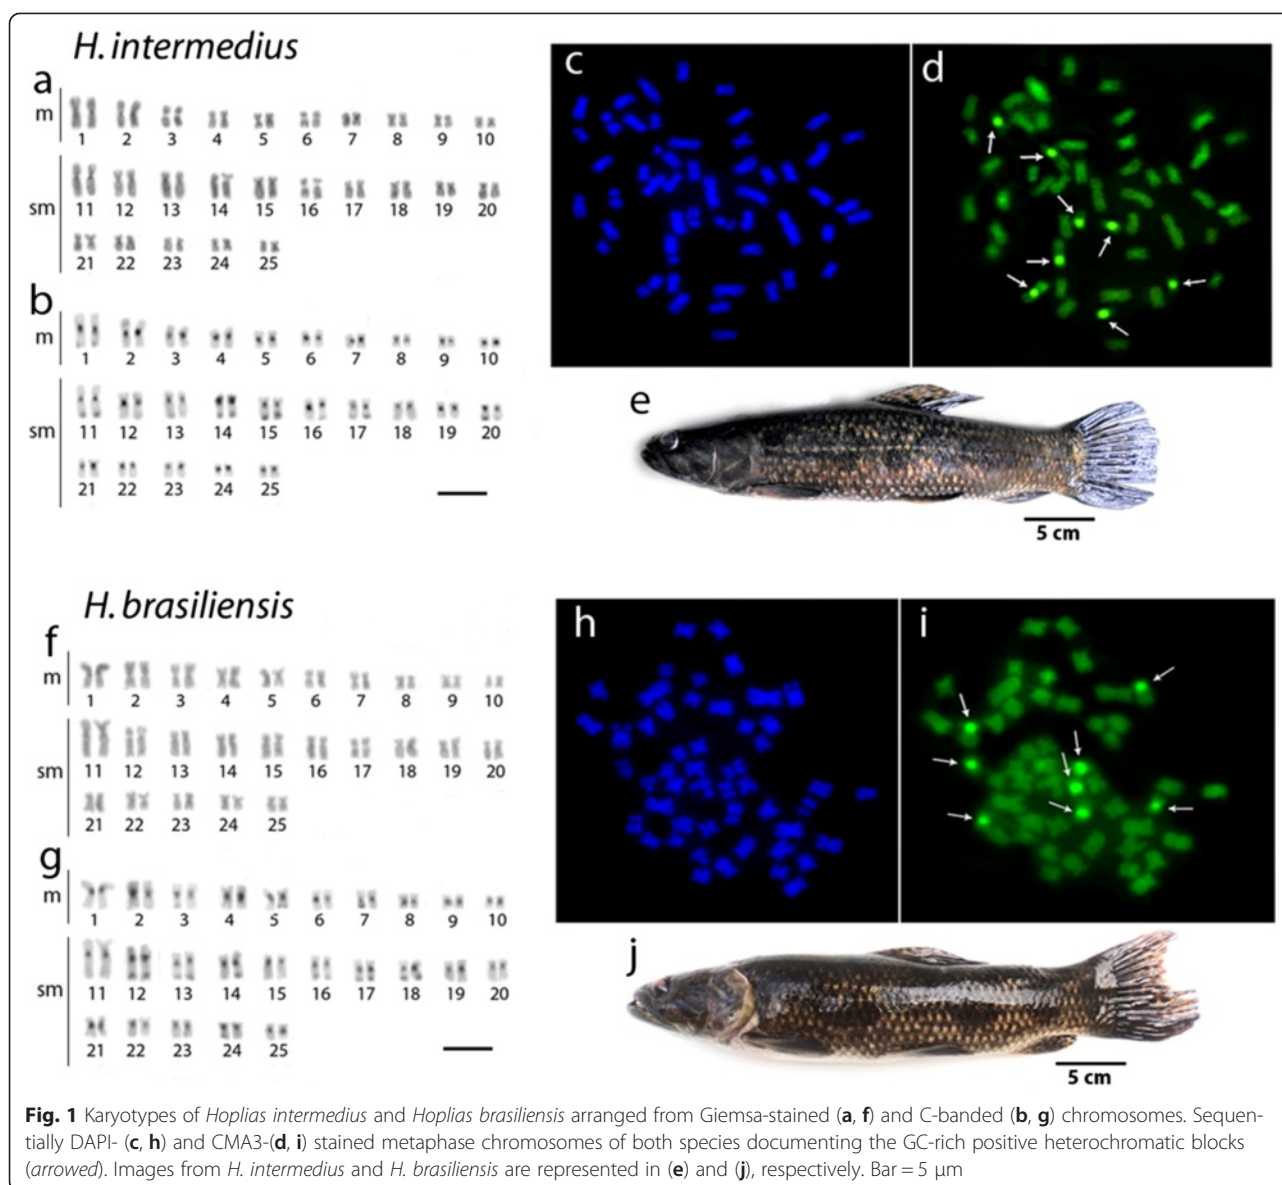 H. intermedius
a
m
1 2 3 4 5 6 7 8 9 10
sm
11 12 13 14 15 16 17 18 19 20
21 22 23 24 25
b
m
1 2 3 4 5 6 7 8 9 10
sm
11 12 13 14 15 16 17 18 19 20
21 22 23 24 25
c
d
e
5 cm
H. brasiliensis
f
m
1 2 3 4 5 6 7 8 9 10
sm
11 12 13 14 15 16 17 18 19 20
21 22 23 24 25
g
m
1 2 3 4 5 6 7 8 9 10
sm
11 12 13 14 15 16 17 18 19 20
21 22 23 24 25
h
i
j
5 cm
Fig. 1 Karyotypes of Hoplias intermedius and Hoplias brasiliensis arranged from Giemsa-stained (a, f) and C-banded (b, g) chromosomes. Sequen-
tially DAPI- (c, h) and CMA3-(d, i) stained metaphase chromosomes of both species documenting the GC-rich positive heterochromatic blocks
(arrowed). Images from H. intermedius and H. brasiliensis are represented in (e) and (j), respectively. Bar = 5 μm